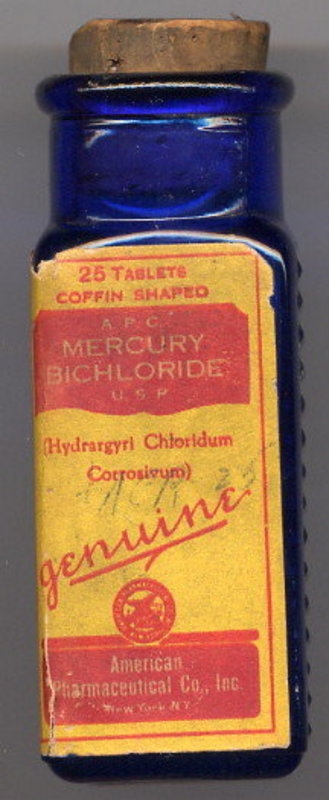 25 TABLETS
COFFIN SHAPED
A.P.C.
MERCURY
BICHLORIDE
U S P
(Hydrargyri Chloridum
Corrosivum)
genuine
American
Pharmaceutical Co., Inc.
New York N.Y.